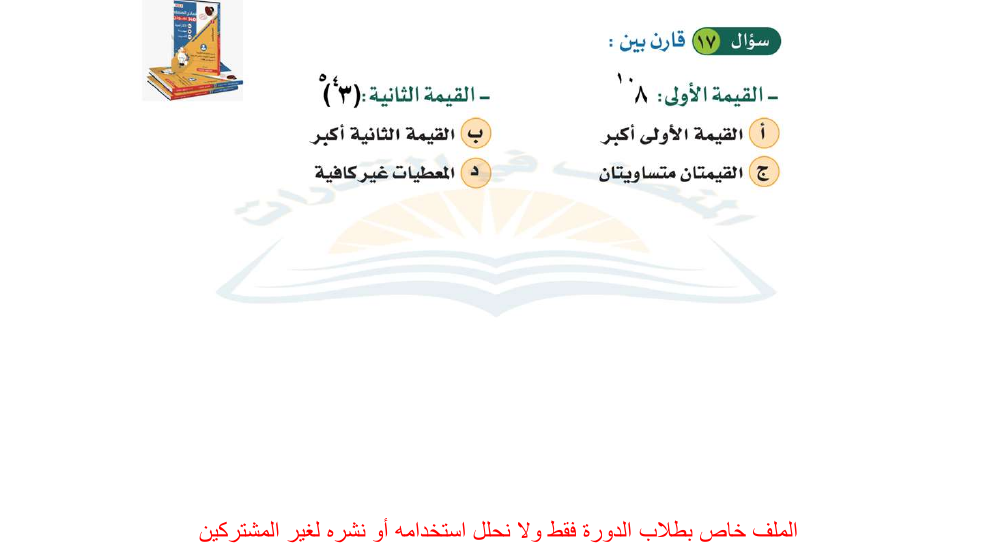 سؤال ١٧ قارن بين :
- القيمة الأولى: ٨^١٠
- القيمة الثانية: (٣^٤)^٥
أ القيمة الأولى أكبر
ب القيمة الثانية أكبر
ج القيمتان متساويتان
د المعطيات غير كافية
الملف خاص بطلاب الدورة فقط ولا نحلل استخدامه أو نشره لغير المشتركين